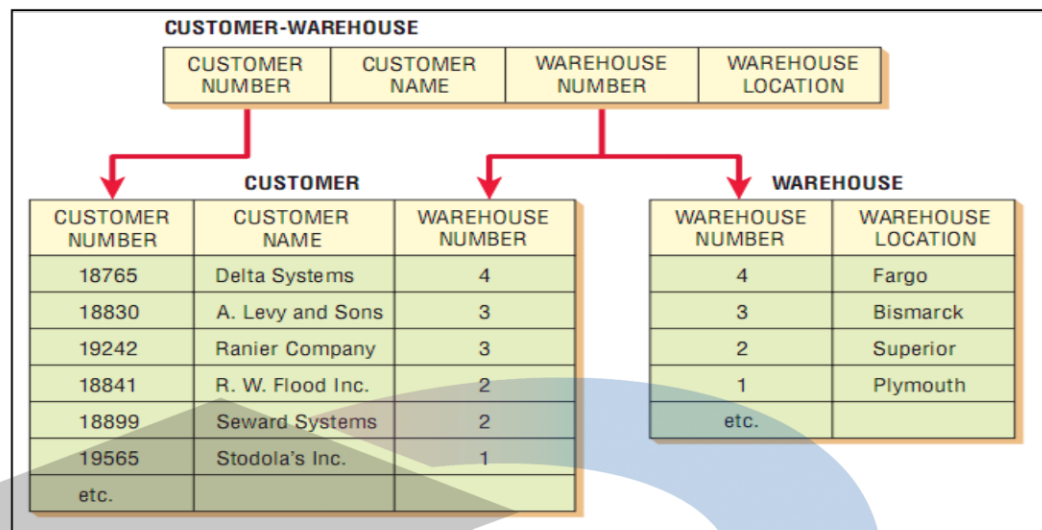 CUSTOMER-WAREHOUSE
CUSTOMER NUMBER CUSTOMER NAME WAREHOUSE NUMBER WAREHOUSE LOCATION
CUSTOMER
CUSTOMER NUMBER CUSTOMER NAME WAREHOUSE NUMBER
18765 Delta Systems 4
18830 A. Levy and Sons 3
19242 Ranier Company 3
18841 R. W. Flood Inc. 2
18899 Seward Systems 2
19565 Stodola's Inc. 1
etc.
WAREHOUSE
WAREHOUSE NUMBER WAREHOUSE LOCATION
4 Fargo
3 Bismarck
2 Superior
1 Plymouth
etc.